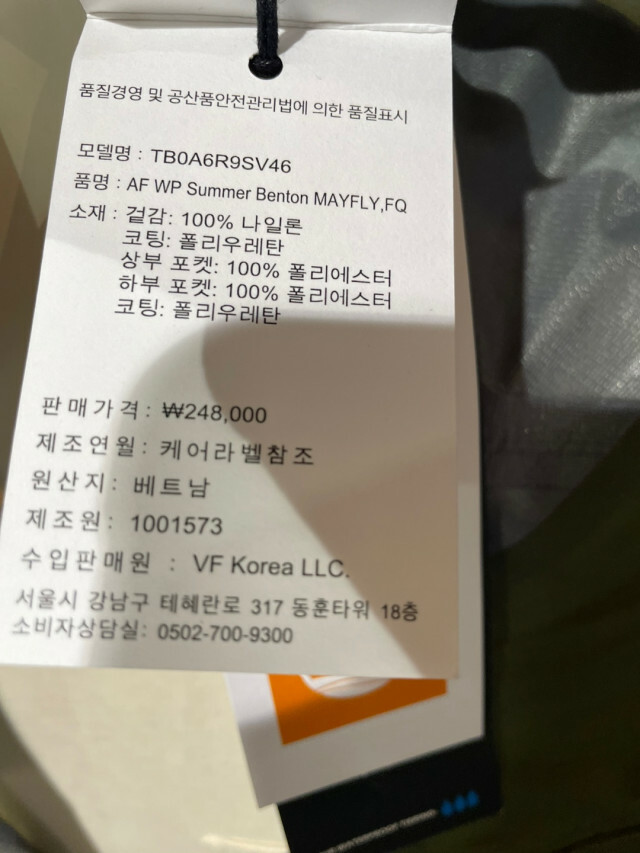 품질경영 및 공산품안전관리법에 의한 품질표시
모델명 : TB0A6R9SV46
품명 : AF WP Summer Benton MAYFLY,FQ
소재 : 겉감: 100% 나일론
코팅: 폴리우레탄
상부 포켓: 100% 폴리에스터
하부 포켓: 100% 폴리에스터
코팅: 폴리우레탄
판매가격 : ₩248,000
제조연월 : 케어라벨참조
원산지 : 베트남
제조원 : 1001573
수입판매원 : VF Korea LLC.
서울시 강남구 테헤란로 317 동훈타워 18층
소비자상담실: 0502-700-9300